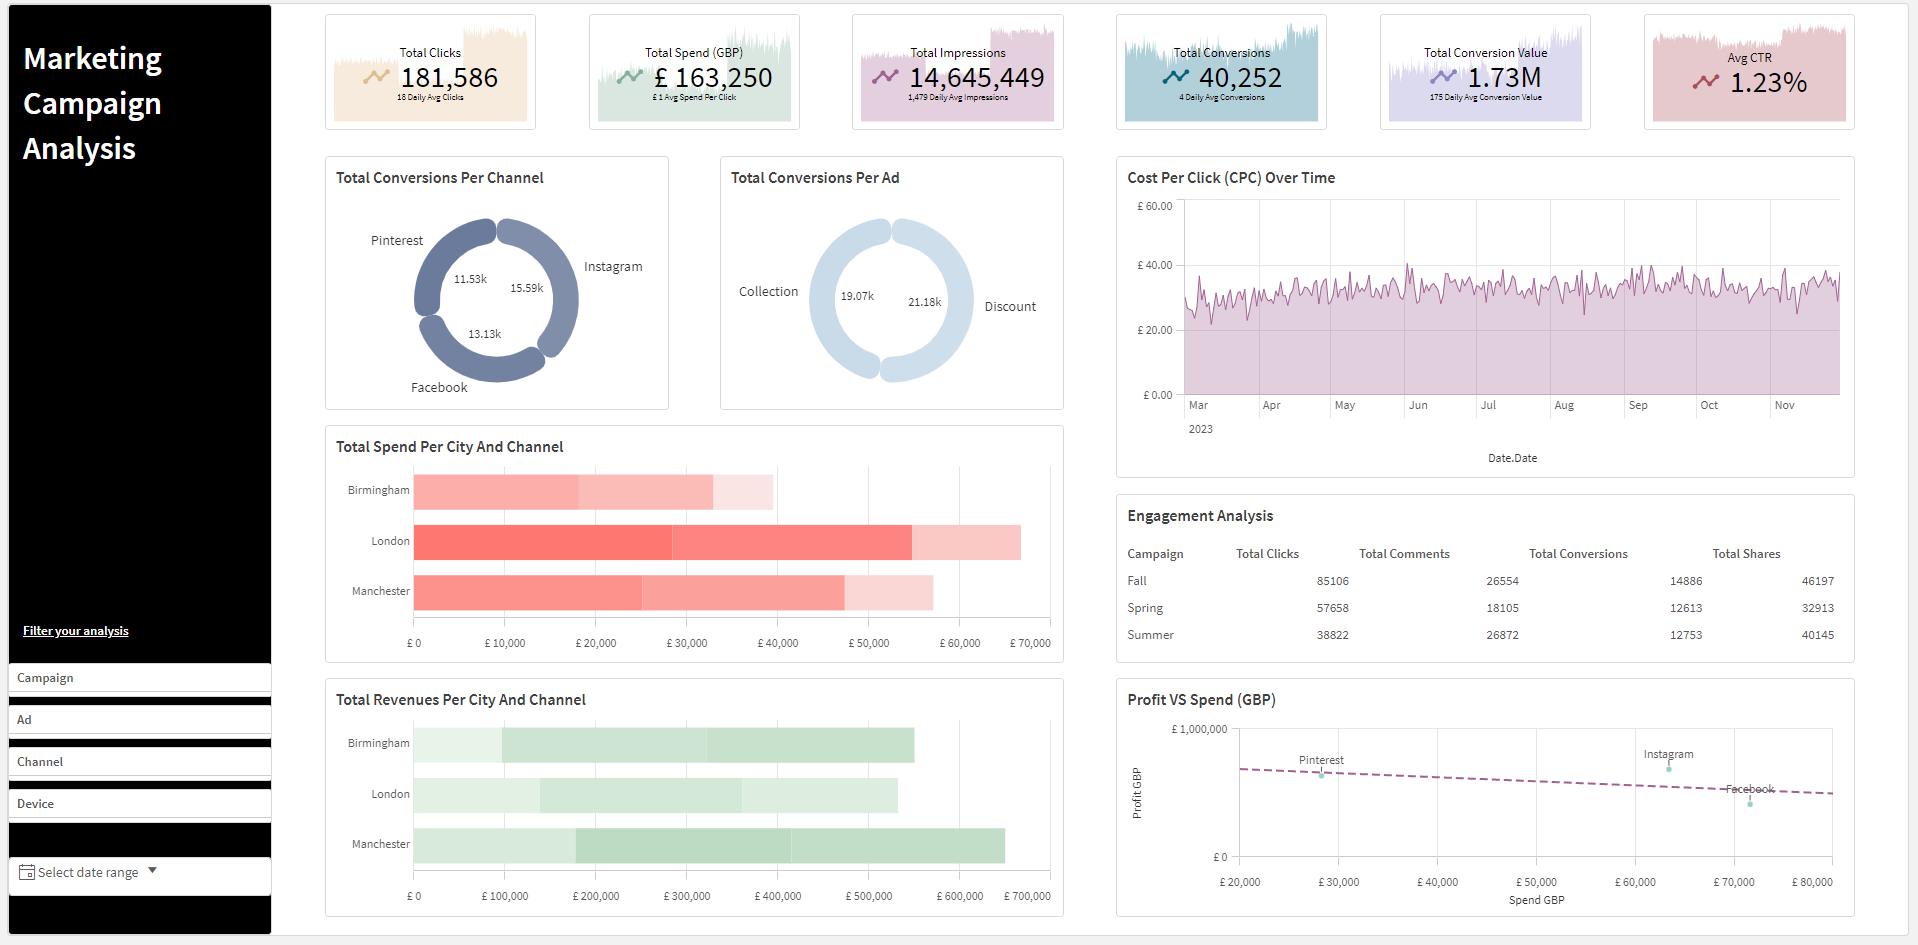 Marketing
Campaign
Analysis
Filter your analysis
Campaign
Ad
Channel
Device
Select date range
Total Clicks
181,586
18 Daily Avg Clicks
Total Spend (GBP)
£ 163,250
£ 1 Avg Spend Per Click
Total Impressions
14,645,449
1,479 Daily Avg Impressions
Total Conversions
40,252
4 Daily Avg Conversions
Total Conversion Value
1.73M
175 Daily Avg Conversion Value
Avg CTR
1.23%
Total Conversions Per Channel
Pinterest
Instagram
11.53k
15.59k
13.13k
Facebook
Total Conversions Per Ad
Collection
19.07k
21.18k
Discount
Cost Per Click (CPC) Over Time
£ 60.00
£ 40.00
£ 20.00
£ 0.00
Mar Apr May Jun Jul Aug Sep Oct Nov
2023
Date.Date
Total Spend Per City And Channel
Birmingham
London
Manchester
£ 0 £ 10,000 £ 20,000 £ 30,000 £ 40,000 £ 50,000 £ 60,000 £ 70,000
Engagement Analysis
Campaign Total Clicks Total Comments Total Conversions Total Shares
Fall 85106 26554 14886 46197
Spring 57658 18105 12613 32913
Summer 38822 26872 12753 40145
Total Revenues Per City And Channel
Birmingham
London
Manchester
£ 0 £ 100,000 £ 200,000 £ 300,000 £ 400,000 £ 500,000 £ 600,000 £ 700,000
Profit VS Spend (GBP)
£ 1,000,000
Pinterest
Instagram
Facebook
Profit GBP
£ 0
£ 20,000 £ 30,000 £ 40,000 £ 50,000 £ 60,000 £ 70,000 £ 80,000
Spend GBP